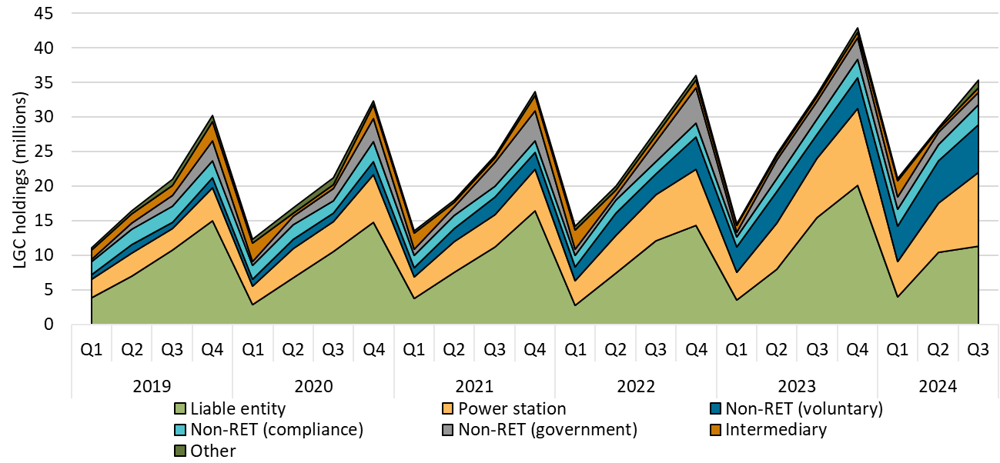 LGC holdings (millions)
45
40
35
30
25
20
15
10
5
0
Q1 Q2 Q3 Q4 Q1 Q2 Q3 Q4 Q1 Q2 Q3 Q4 Q1 Q2 Q3 Q4 Q1 Q2 Q3 Q4 Q1 Q2 Q3
2019 2020 2021 2022 2023 2024
Liable entity Power station Non-RET (voluntary)
Non-RET (compliance) Non-RET (government) Intermediary
Other